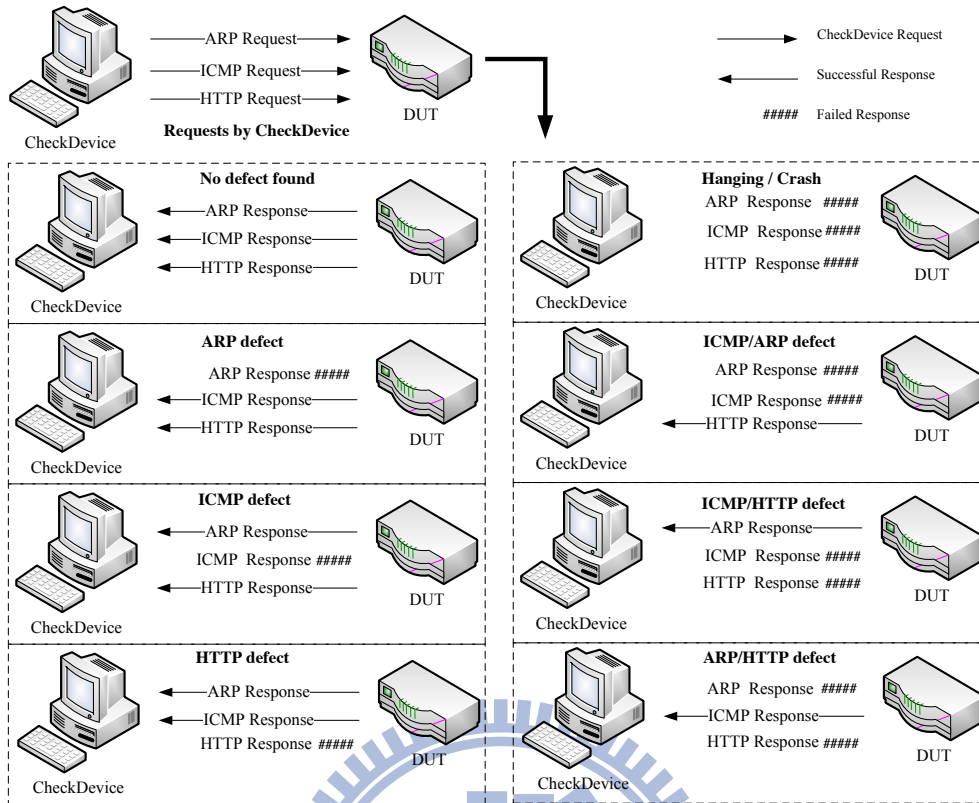 ARP Request
ICMP Request
HTTP Request
Requests by CheckDevice
CheckDevice
DUT
CheckDevice Request
Successful Response
##### Failed Response
No defect found
ARP Response
ICMP Response
HTTP Response
DUT
CheckDevice
ARP defect
ARP Response #####
ICMP Response
HTTP Response
DUT
CheckDevice
ICMP defect
ARP Response
ICMP Response #####
HTTP Response
DUT
CheckDevice
HTTP defect
ARP Response
ICMP Response
HTTP Response #####
DUT
CheckDevice
Hanging / Crash
ARP Response #####
ICMP Response #####
HTTP Response #####
DUT
CheckDevice
ICMP/ARP defect
ARP Response #####
ICMP Response #####
HTTP Response
DUT
CheckDevice
ICMP/HTTP defect
ARP Response
ICMP Response #####
HTTP Response #####
DUT
CheckDevice
ARP/HTTP defect
ARP Response #####
ICMP Response
HTTP Response #####
DUT
CheckDevice